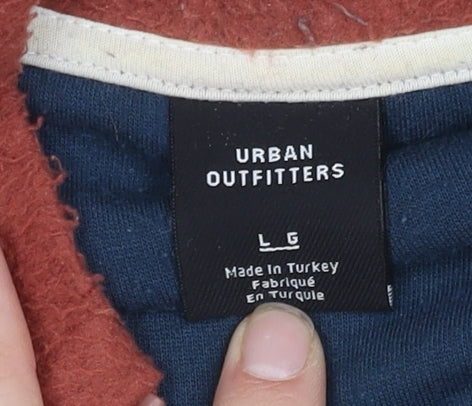 URBAN
OUTFITTERS
L G
Made In Turkey
Fabriqué
En Turquie